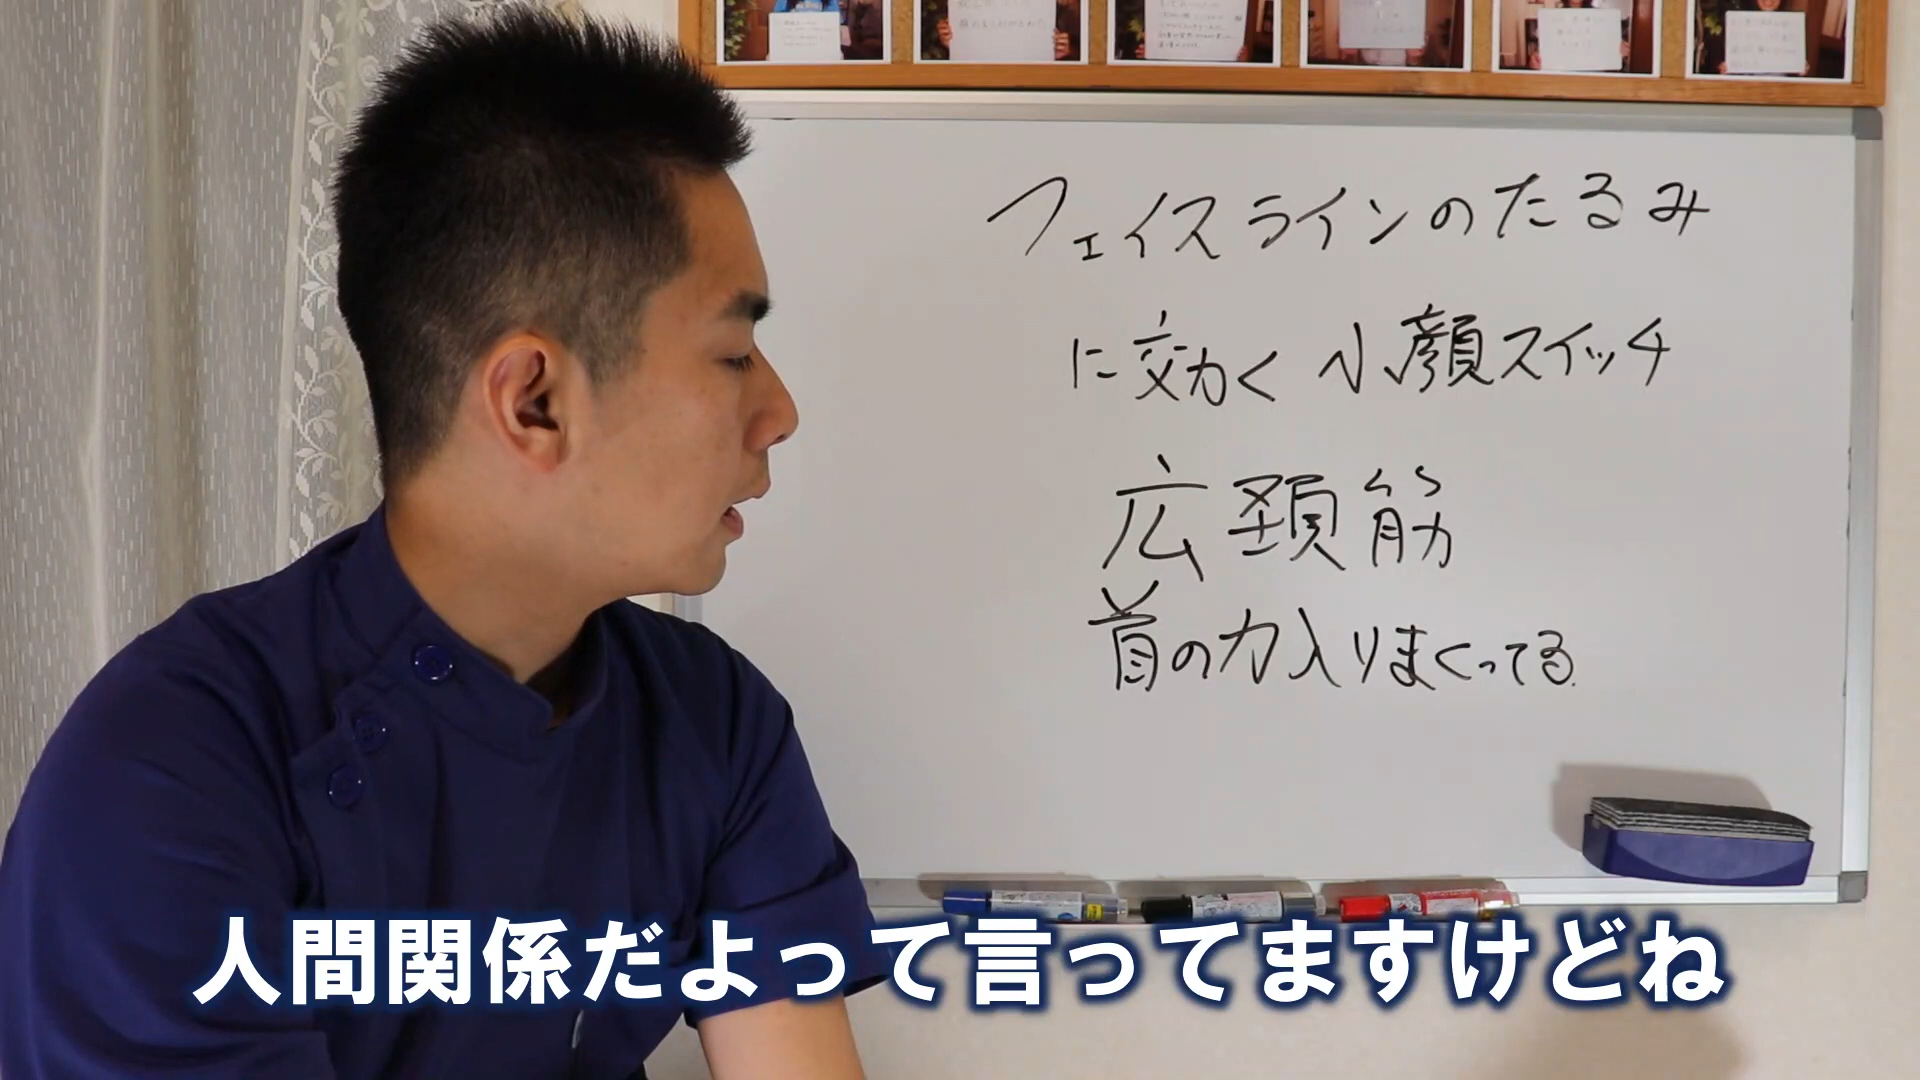 フェイスラインのたるみ
に効く小顔スイッチ
広頚筋
首の力入りまくってる
人間関係だよって言ってますけどね